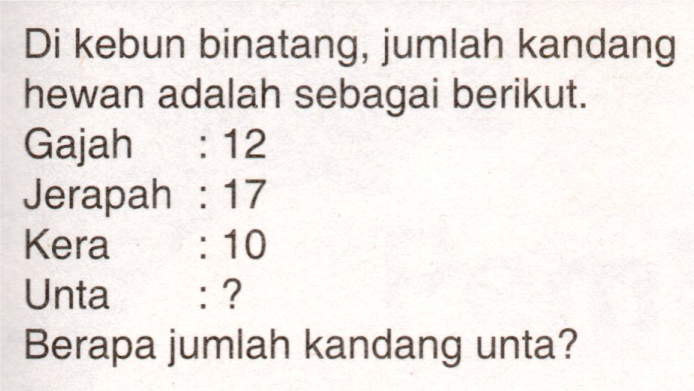 Di kebun binatang, jumlah kandang
hewan adalah sebagai berikut.
Gajah : 12
Jerapah : 17
Kera : 10
Unta : ?
Berapa jumlah kandang unta?